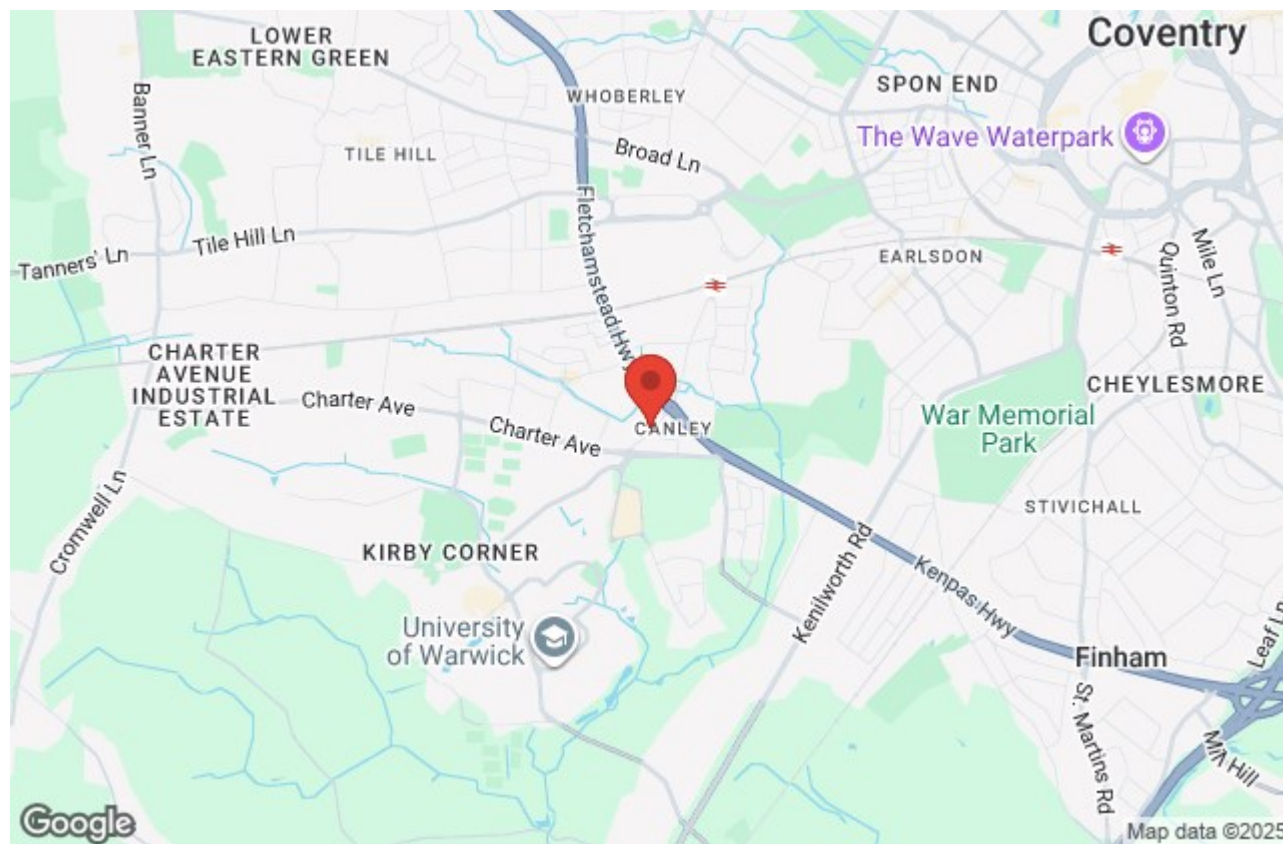 LOWER
EASTERN GREEN
Coventry
SPON END
WHOBERLEY
The Wave Waterpark
Banner Ln
TILE HILL
Broad Ln
Fletchamstead Hwy
Tile Hill Ln
Tanners' Ln
EARLSDON
Quinton Rd
Mile Ln
CHARTER
AVENUE
INDUSTRIAL
ESTATE
Charter Ave
Charter Ave
CANLEY
War Memorial
Park
CHEYLESMORE
STIVICHALL
Cromwell Ln
KIRBY CORNER
Kenilworth Rd
Kenpas Hwy
University
of Warwick
Finham
Leaf Ln
St. Martins Rd
Mill Hill
Google
Map data ©2025